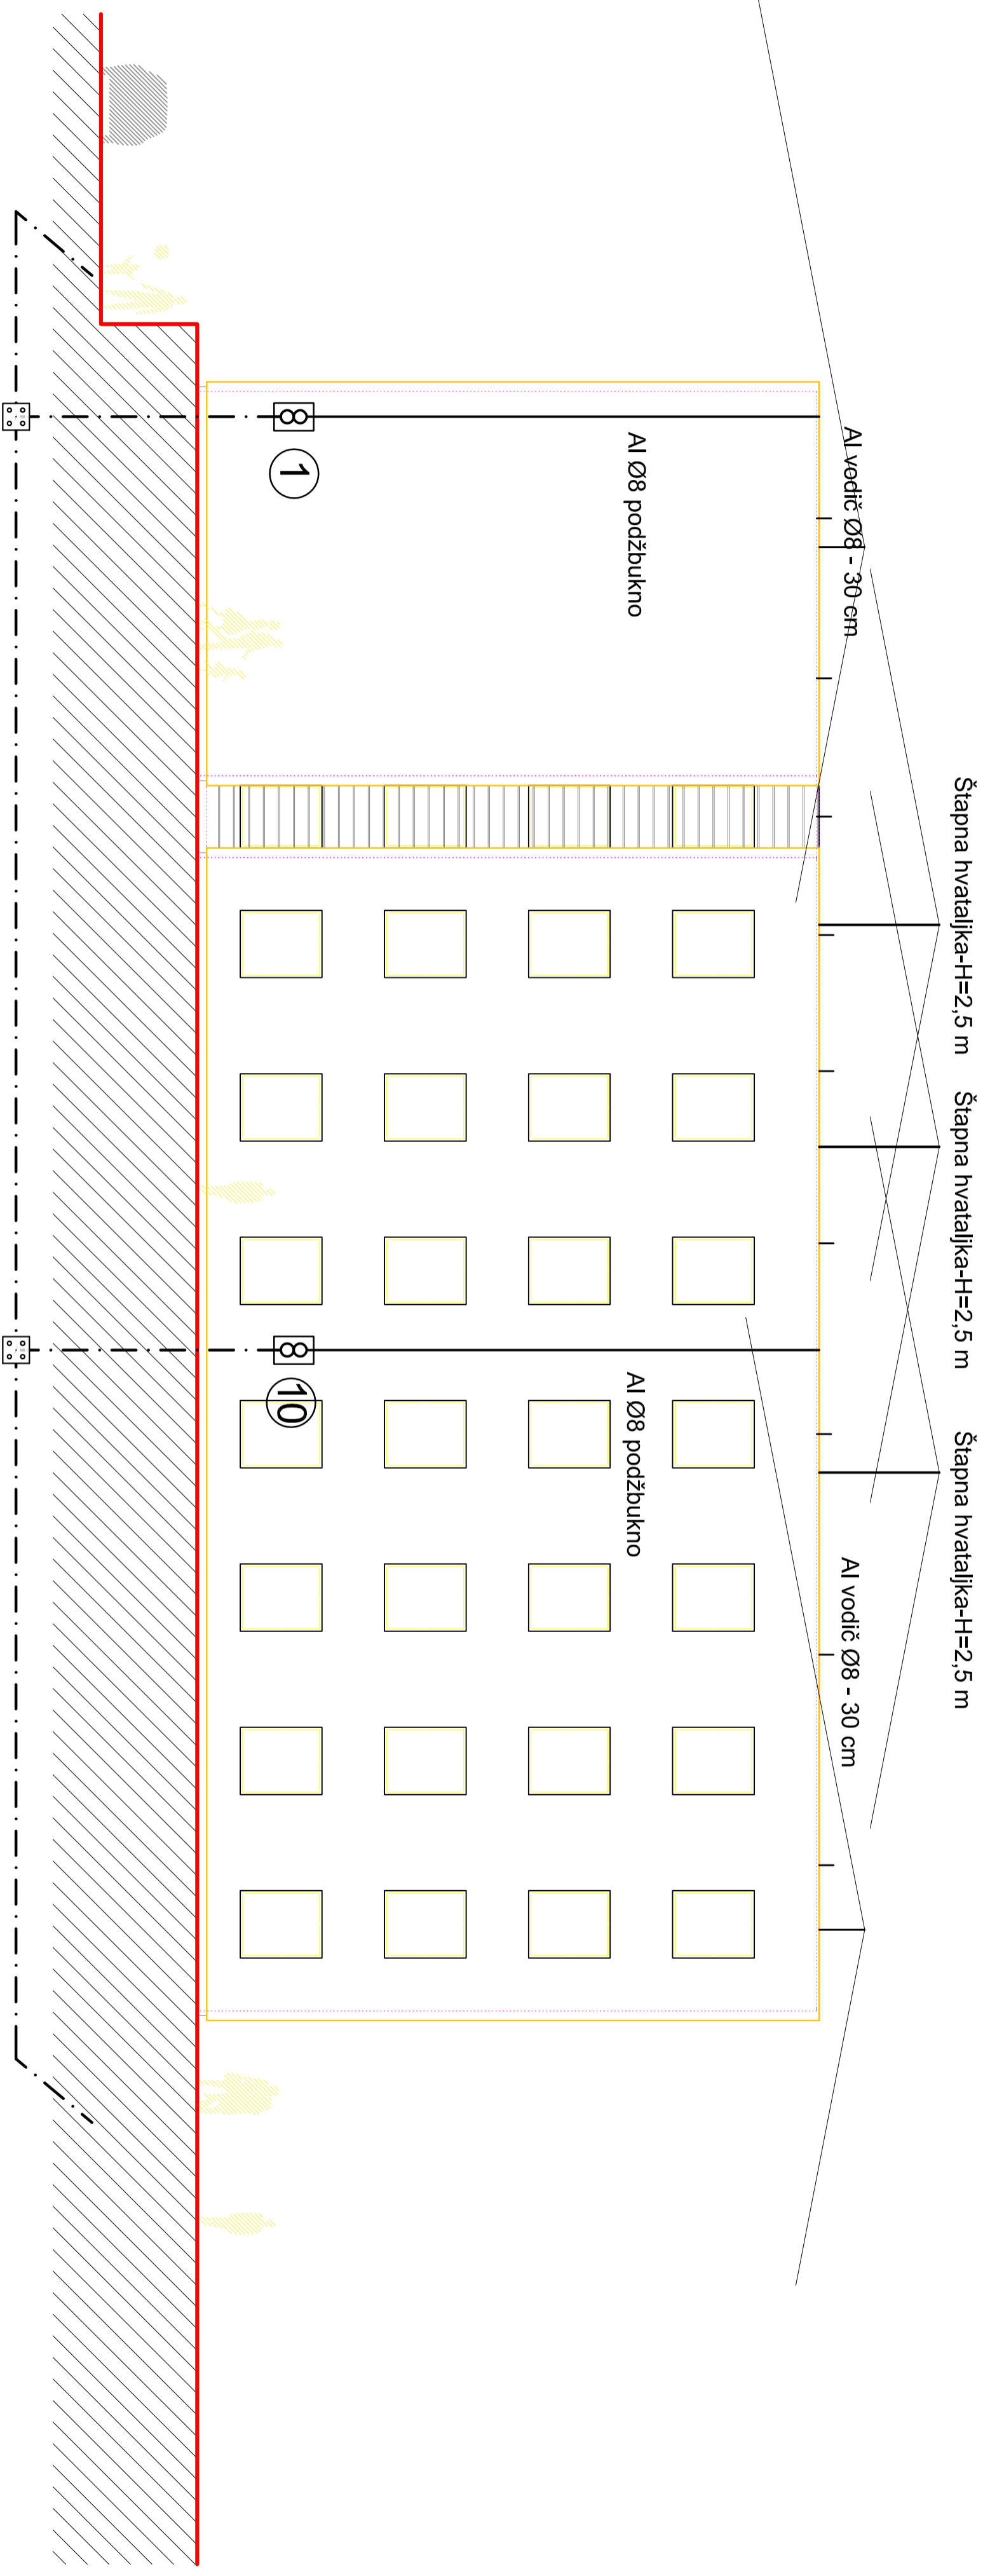 Štapna hvataljka-H=2,5 m
Štapna hvataljka-H=2,5 m
Štapna hvataljka-H=2,5 m
Al vodič Ø8 - 30 cm
Al vodič Ø8 - 30 cm
Al Ø8 podžbukno
Al Ø8 podžbukno
8
1
8
10